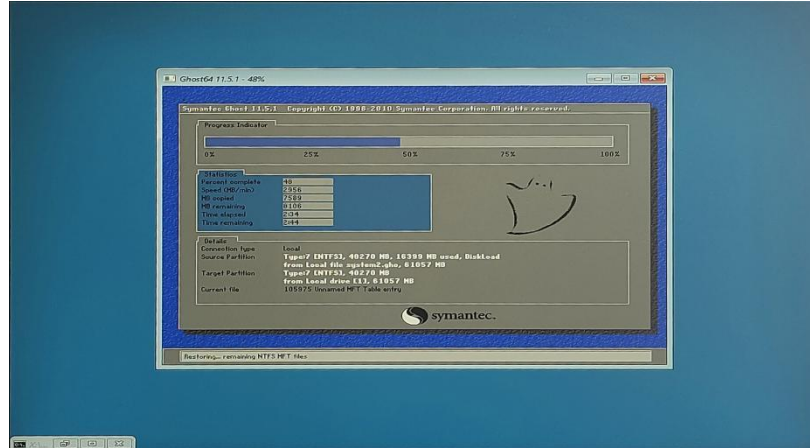 Ghost64 11.5.1 - 48%
Symantec Ghost 11.5.1 Copyright (C) 1998-2010 Symantec Corporation. All rights reserved.
Progress Indicator
0% 25% 50% 75% 100%
Statistics
Percent complete 48
Speed (MB/min) 2956
MB copied 7589
MB remaining 8106
Time elapsed 2:34
Time remaining 2:44
Details
Connection type Local
Source Partition Type:7 [NTFS], 40270 MB, 16399 MB used, DiskLoad
from Local file system2.gho, 61057 MB
Target Partition Type:7 [NTFS], 40270 MB
from Local drive [1], 61057 MB
Current file 105975 Unnamed MFT Table entry
symantec.
Restoring... remaining NTFS MFT files